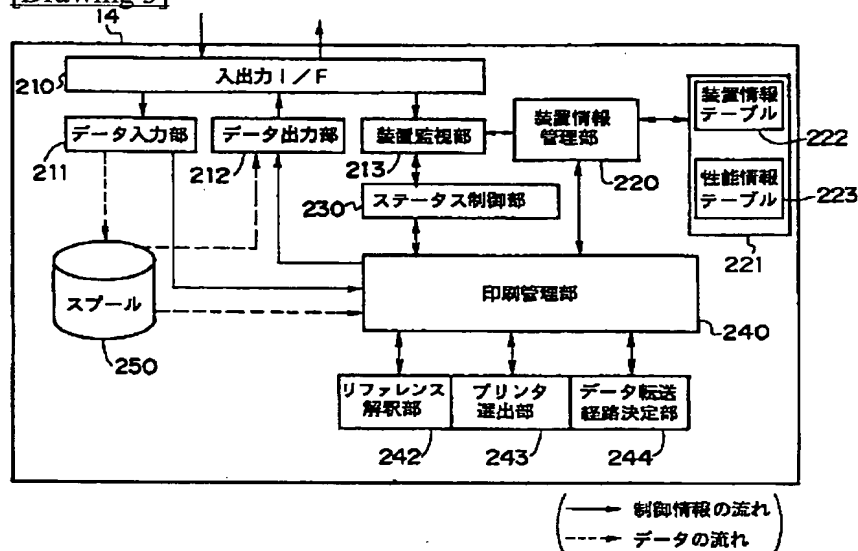 14
210
入出力I/F
データ入力部
211
データ出力部
212
装置監視部
213
装置情報
管理部
220
装置情報
テーブル
222
性能情報
テーブル
223
221
230
ステータス制御部
スプール
250
印刷管理部
240
リファレンス
解釈部
242
プリンタ
選出部
243
データ転送
経路決定部
244
制御情報の流れ
データの流れ